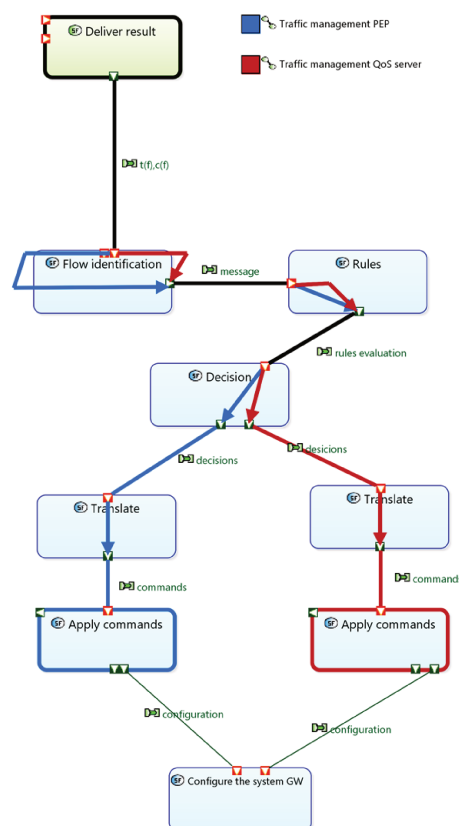 Deliver result
Traffic management PEP
Traffic management QoS server
t(f),c(f)
Flow identification
message
Rules
rules evaluation
Decision
decisions
desicions
Translate
Translate
commands
command
Apply commands
Apply commands
configuration
configuration
Configure the system GW